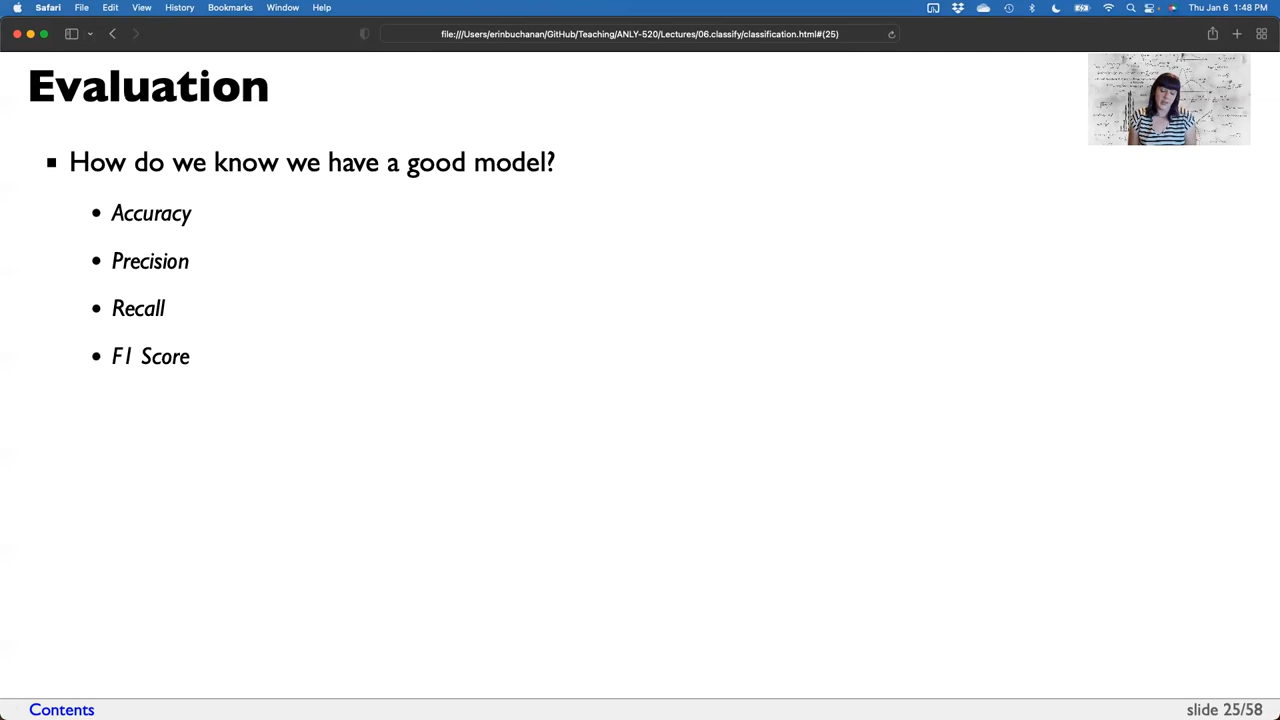 Safari File Edit View History Bookmarks Window Help Thu Jan 6 1:48 PM
file:///Users/erinbuchanan/GitHub/Teaching/ANLY-520/Lectures/06.classify/classification.html#(25)
Evaluation
How do we know we have a good model?
Accuracy
Precision
Recall
F1 Score
Contents slide 25/58